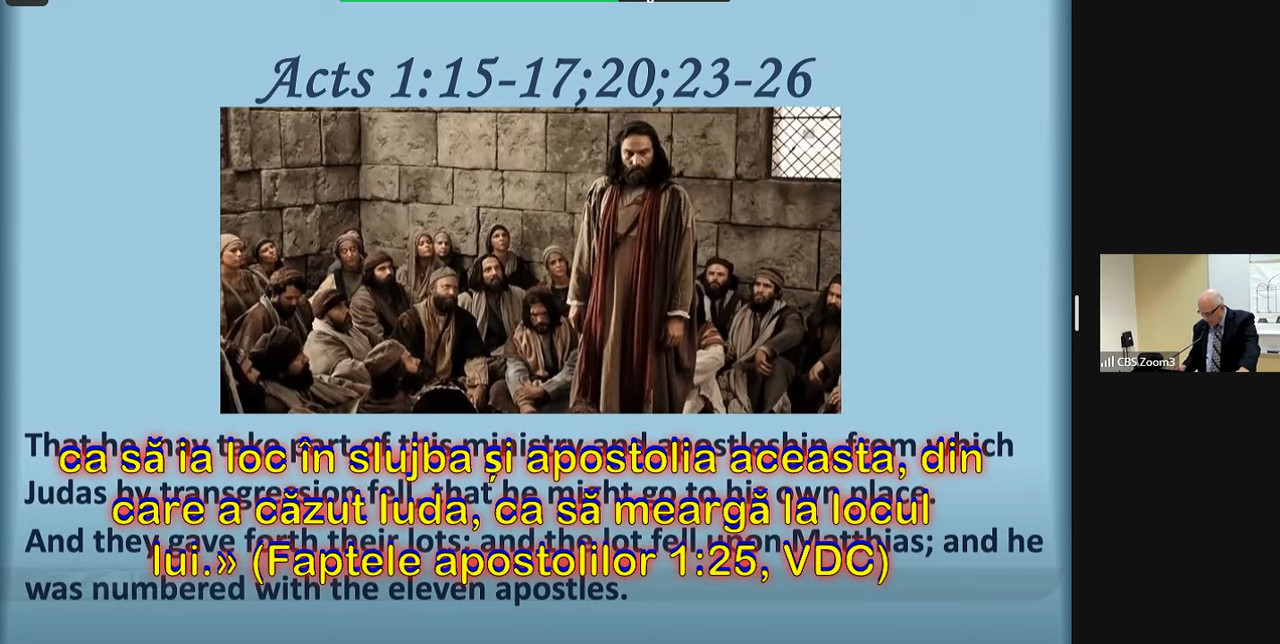 Acts 1:15-17;20;23-26
That he may take part of this ministry and apostleship, from which
ca să ia loc în slujba și apostolia aceasta, din
Judas by transgression fell, that he might go to his own place.
care a căzut Iuda, ca să meargă la locul
And they gave forth their lots; and the lot fell upon Matthias; and he
lui.» (Faptele apostolilor 1:25, VDC)
was numbered with the eleven apostles.
CBS Zoom3